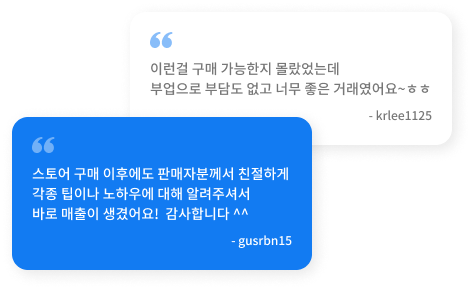 이런걸 구매 가능한지 몰랐었는데
부업으로 부담도 없고 너무 좋은 거래였어요~ㅎㅎ
- krlee1125
스토어 구매 이후에도 판매자분께서 친절하게
각종 팁이나 노하우에 대해 알려주셔서
바로 매출이 생겼어요! 감사합니다 ^^
- gusrbn15